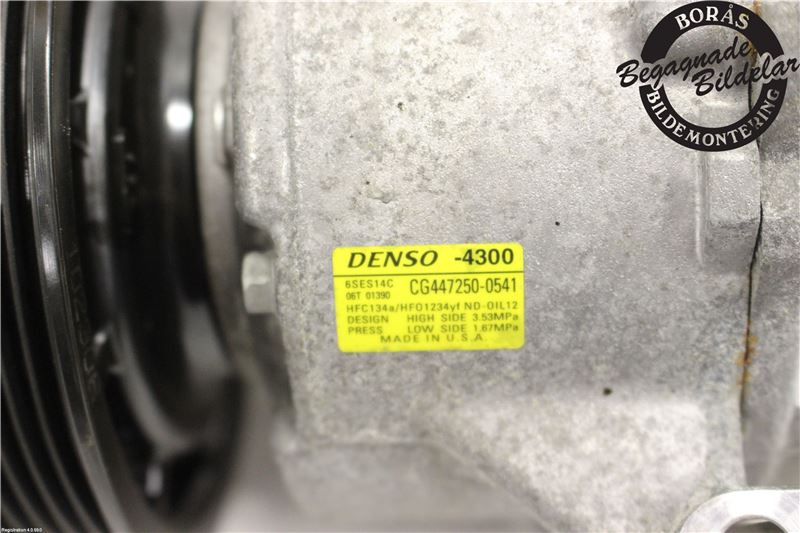 BORÅS
Begagnade
Bildelar
BILDEMONTERING
DENSO -4300
6SES14C CG447250-0541
06T 01390
HFC134a/HFO1234yf ND-OIL12
DESIGN HIGH SIDE 3.53MPa
PRESS LOW SIDE 1.67MPa
MADE IN U.S.A.